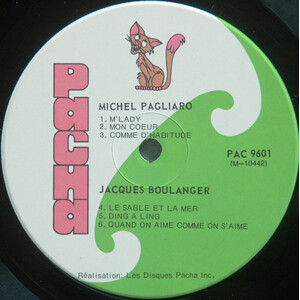 Pacha
MICHEL PAGLIARO
1. M'LADY
2. MON COEUR
3. COMME D'HABITUDE
PAC 9601
(M-10442)
JACQUES BOULANGER
4. LE SABLE ET LA MER
5. DING A LING
6. QUAND ON AIME COMME ON S'AIME
Réalisation: Les Disques Pacha Inc.